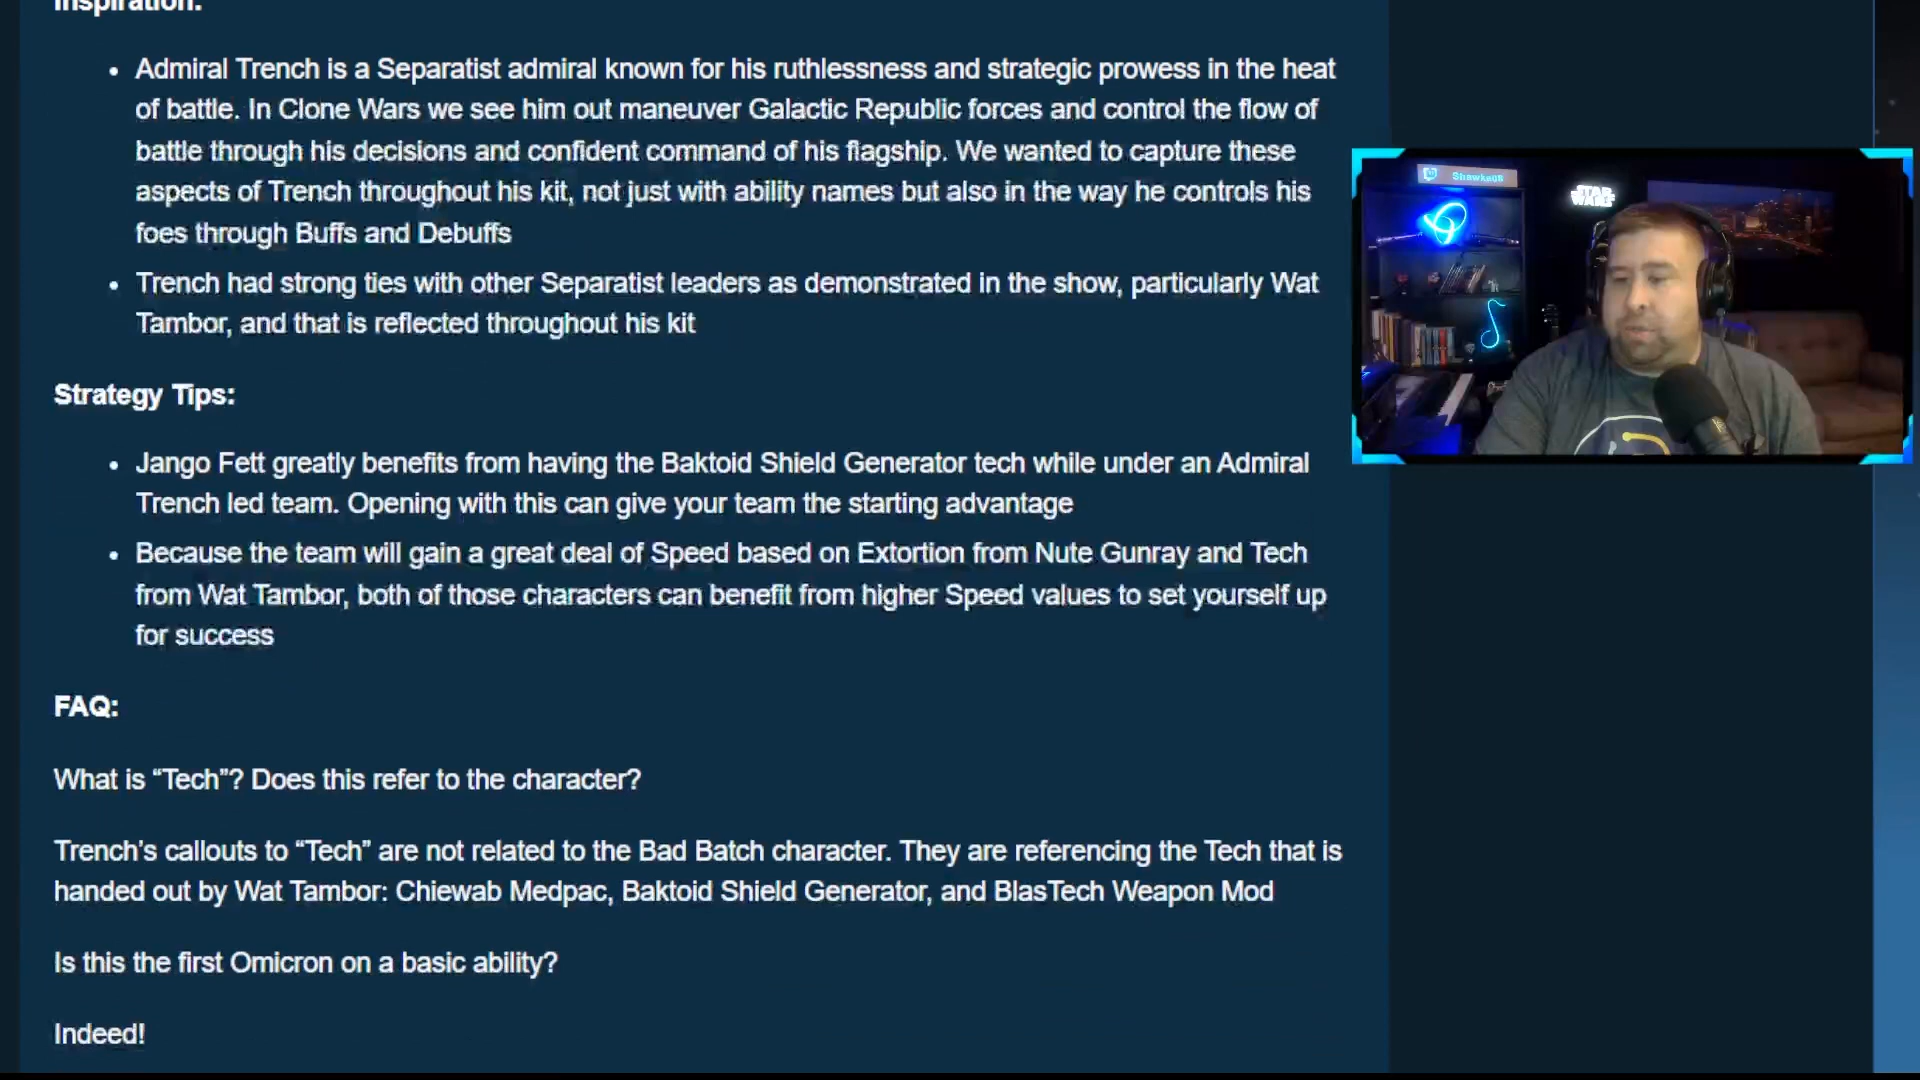 Inspiration:
• Admiral Trench is a Separatist admiral known for his ruthlessness and strategic prowess in the heat
of battle. In Clone Wars we see him out maneuver Galactic Republic forces and control the flow of
battle through his decisions and confident command of his flagship. We wanted to capture these
aspects of Trench throughout his kit, not just with ability names but also in the way he controls his
foes through Buffs and Debuffs
• Trench had strong ties with other Separatist leaders as demonstrated in the show, particularly Wat
Tambor, and that is reflected throughout his kit
Shawka08
STAR
WARS
Strategy Tips:
• Jango Fett greatly benefits from having the Baktoid Shield Generator tech while under an Admiral
Trench led team. Opening with this can give your team the starting advantage
• Because the team will gain a great deal of Speed based on Extortion from Nute Gunray and Tech
from Wat Tambor, both of those characters can benefit from higher Speed values to set yourself up
for success
FAQ:
What is “Tech”? Does this refer to the character?
Trench’s callouts to “Tech” are not related to the Bad Batch character. They are referencing the Tech that is
handed out by Wat Tambor: Chiewab Medpac, Baktoid Shield Generator, and BlasTech Weapon Mod
Is this the first Omicron on a basic ability?
Indeed!